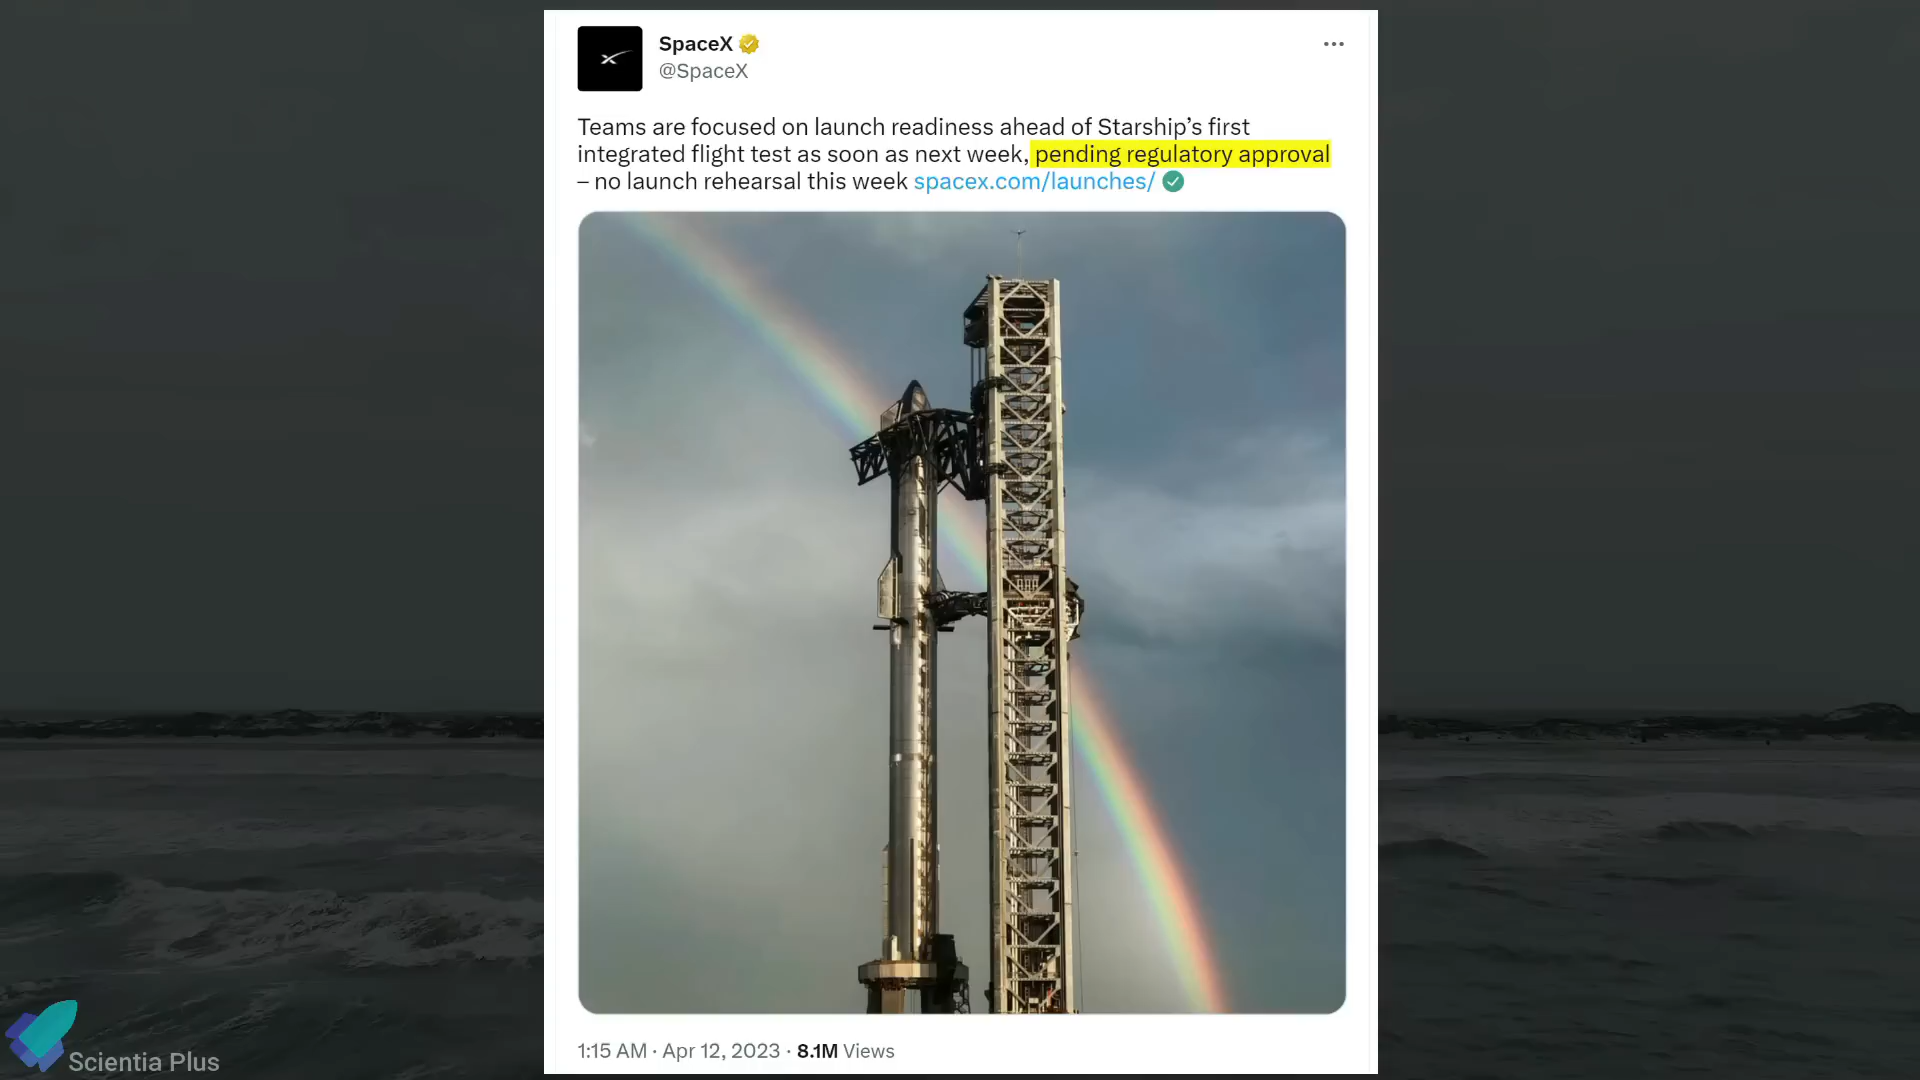 SpaceX
@SpaceX
Teams are focused on launch readiness ahead of Starship’s first
integrated flight test as soon as next week, pending regulatory approval
– no launch rehearsal this week spacex.com/launches/
1:15 AM · Apr 12, 2023 · 8.1M Views
Scientia Plus